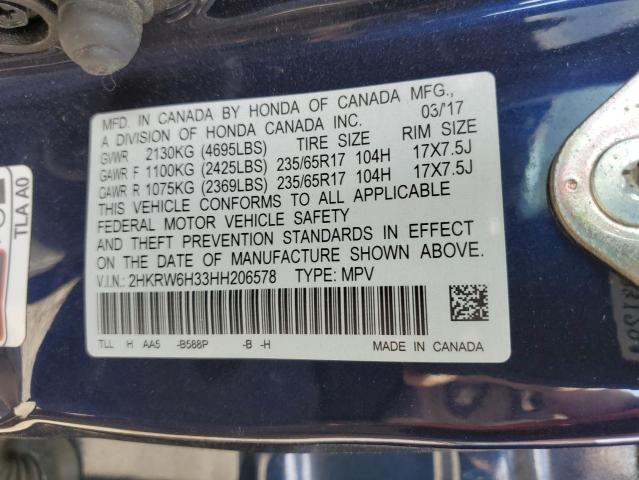 MFD. IN CANADA BY HONDA OF CANADA MFG.,
A DIVISION OF HONDA CANADA INC. 03/'17
GVWR 2130KG (4695LBS) TIRE SIZE RIM SIZE
GAWR F 1100KG (2425LBS) 235/65R17 104H 17X7.5J
GAWR R 1075KG (2369LBS) 235/65R17 104H 17X7.5J
THIS VEHICLE CONFORMS TO ALL APPLICABLE
FEDERAL MOTOR VEHICLE SAFETY
AND THEFT PREVENTION STANDARDS IN EFFECT
ON THE DATE OF MANUFACTURE SHOWN ABOVE.
V.I.N.: 2HKRW6H33HH206578 TYPE: MPV
TLL H AA5 -B588P -B -H MADE IN CANADA
TLA A0